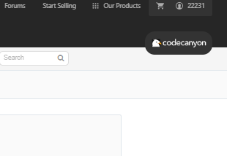 Forums Start Selling Our Products 22231
codecanyon
Search